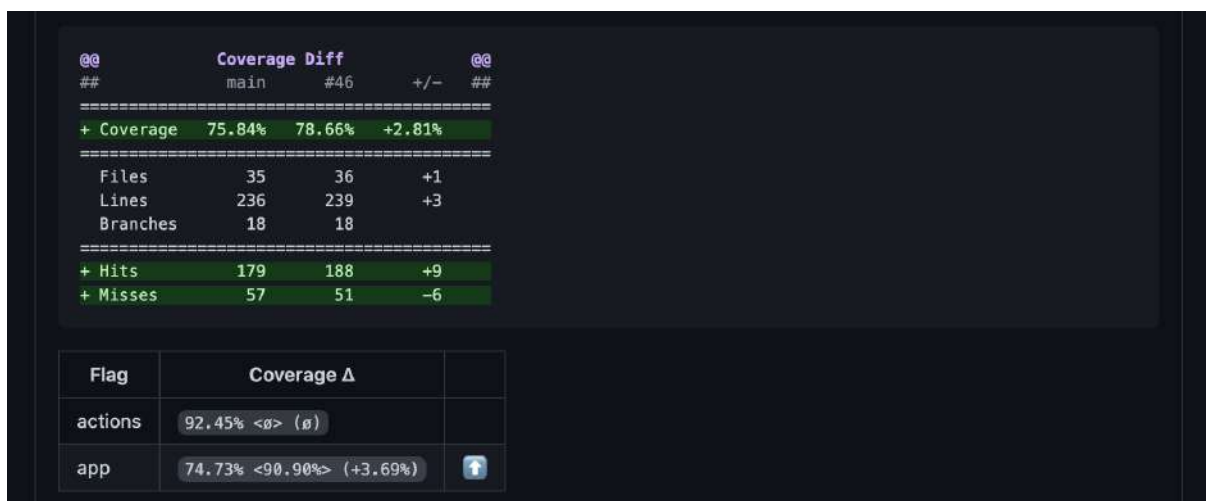 @@ Coverage Diff @@
## main #46 +/- ##
===========================================
+ Coverage 75.84% 78.66% +2.81%
===========================================
Files 35 36 +1
Lines 236 239 +3
Branches 18 18
===========================================
+ Hits 179 188 +9
+ Misses 57 51 -6
Flag Coverage Δ
actions 92.45% <ø> (ø)
app 74.73% <90.90%> (+3.69%) ⬆️